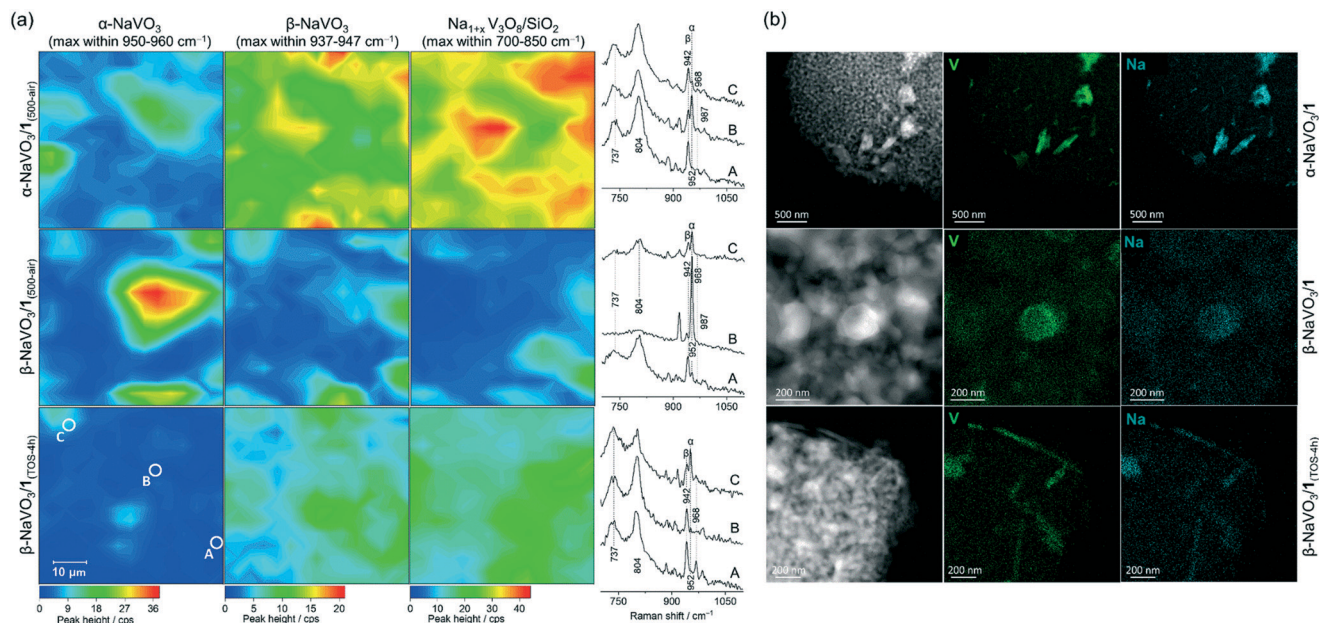 (a)
α-NaVO₃
(max within 950-960 cm⁻¹)
β-NaVO₃
(max within 937-947 cm⁻¹)
Na₁₊ₓ V₃O₈/SiO₂
(max within 700-850 cm⁻¹)
α-NaVO₃/1(500-air)
β-NaVO₃/1(500-air)
β-NaVO₃/1(TOS-4h)
C
B
A
10 µm
0 9 18 27 36
Peak height / cps
0 5 10 15 20
Peak height / cps
0 10 20 30 40
Peak height / cps
α
β
942
968
C
987
B
737
804
A
952
750 900 1050
α
β
942
968
C
737
804
987
B
952
A
750 900 1050
α
β
942
C
968
B
737
804
952
A
750 900 1050
Raman shift / cm⁻¹
(b)
V
Na
500 nm
500 nm
500 nm
α-NaVO₃/1
V
Na
200 nm
200 nm
200 nm
β-NaVO₃/1
V
Na
200 nm
200 nm
200 nm
β-NaVO₃/1(TOS-4h)